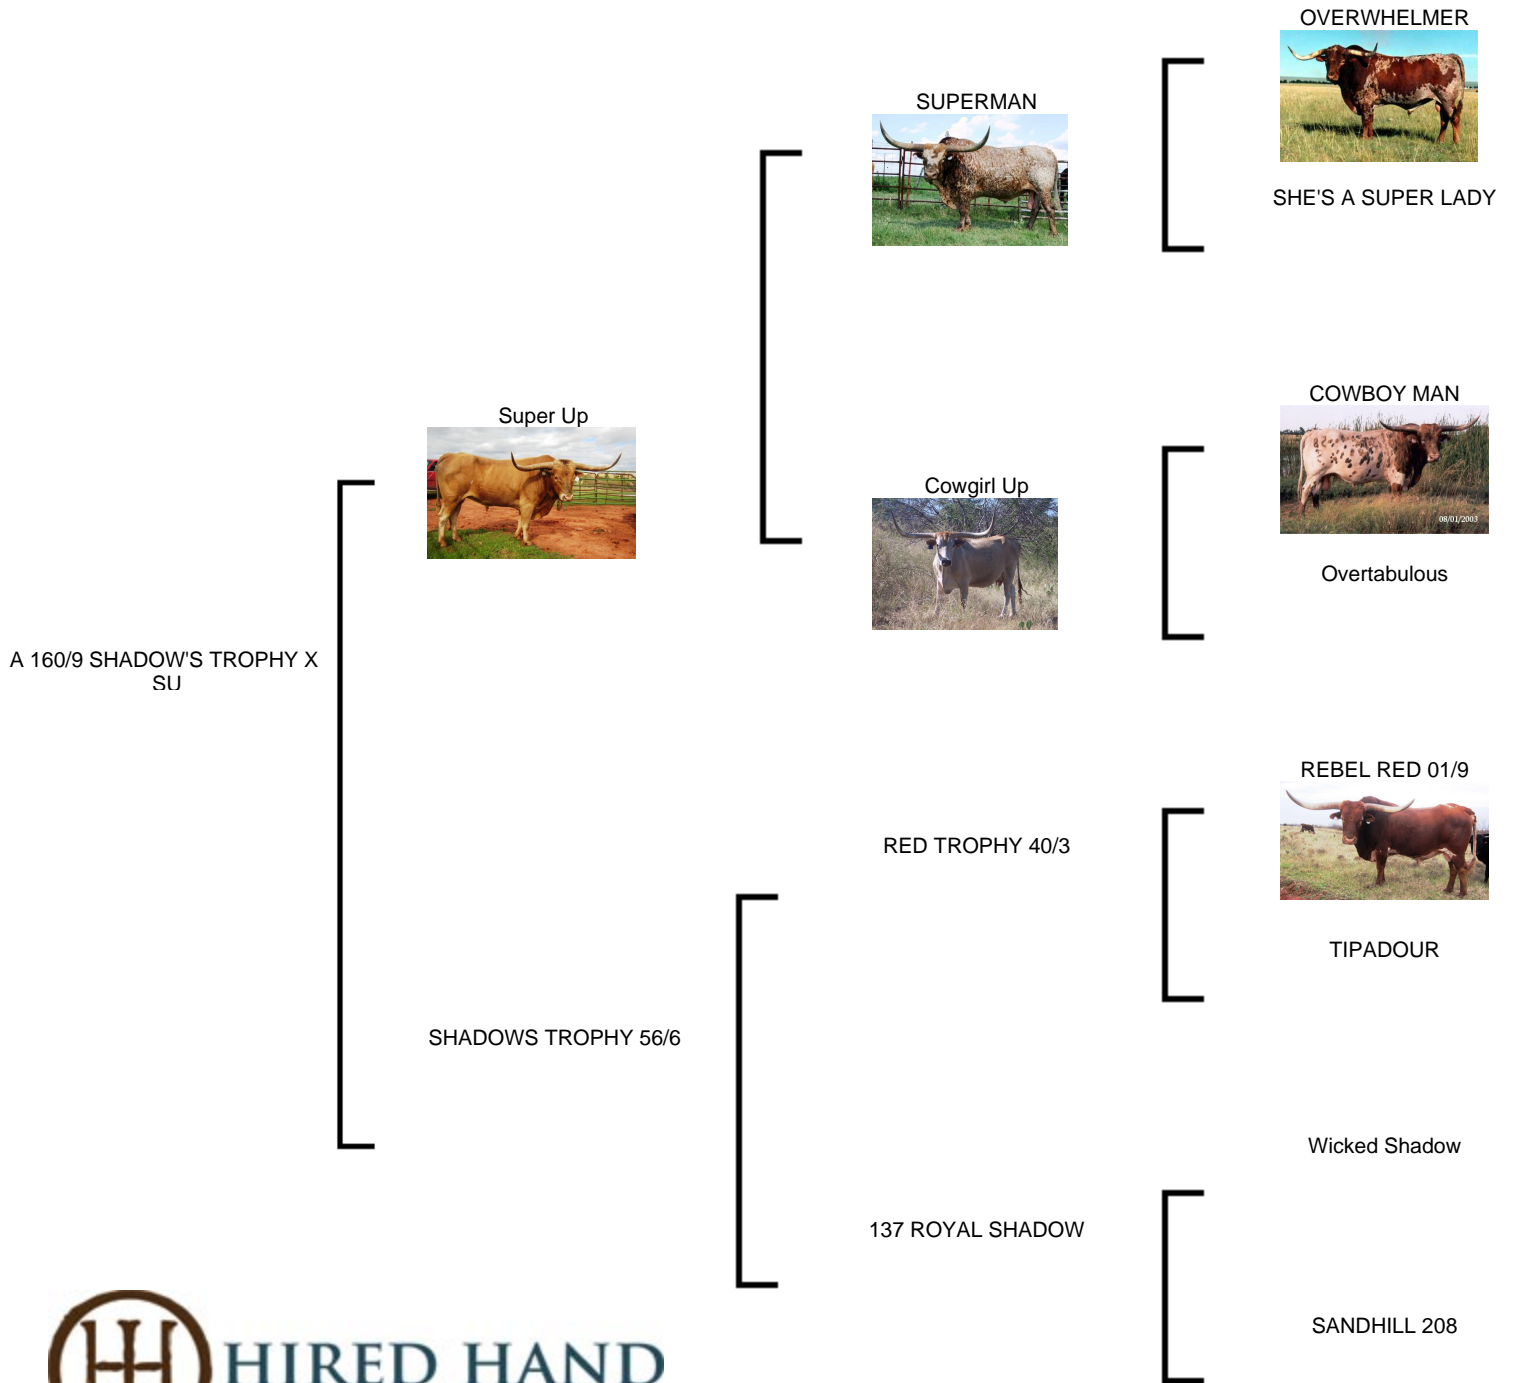 OVERWHELMER
SUPERMAN
SHE'S A SUPER LADY
COWBOY MAN
Super Up
Cowgirl Up
08/01/2003
Overtabulous
A 160/9 SHADOW'S TROPHY X
SU
REBEL RED 01/9
RED TROPHY 40/3
TIPADOUR
SHADOWS TROPHY 56/6
Wicked Shadow
137 ROYAL SHADOW
SANDHILL 208
HIRED HAND